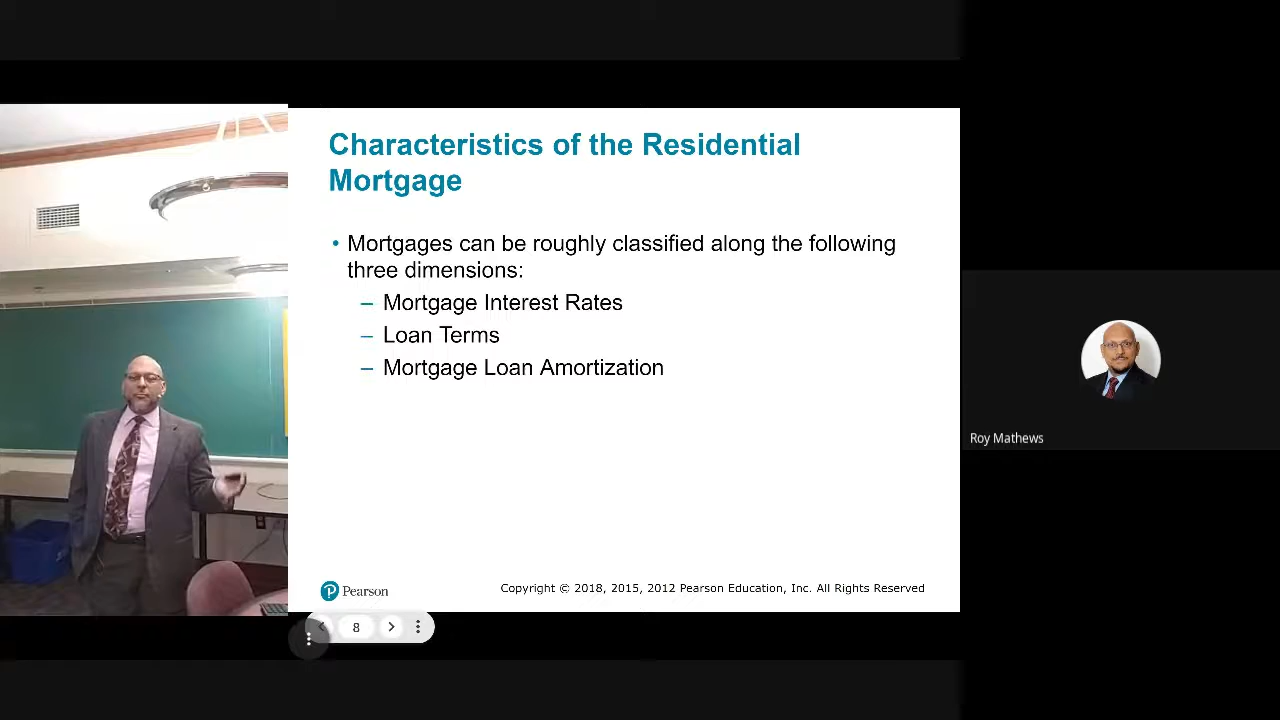 Characteristics of the Residential
Mortgage
• Mortgages can be roughly classified along the following
three dimensions:
– Mortgage Interest Rates
– Loan Terms
– Mortgage Loan Amortization
Pearson
Copyright © 2018, 2015, 2012 Pearson Education, Inc. All Rights Reserved
8
Roy Mathews